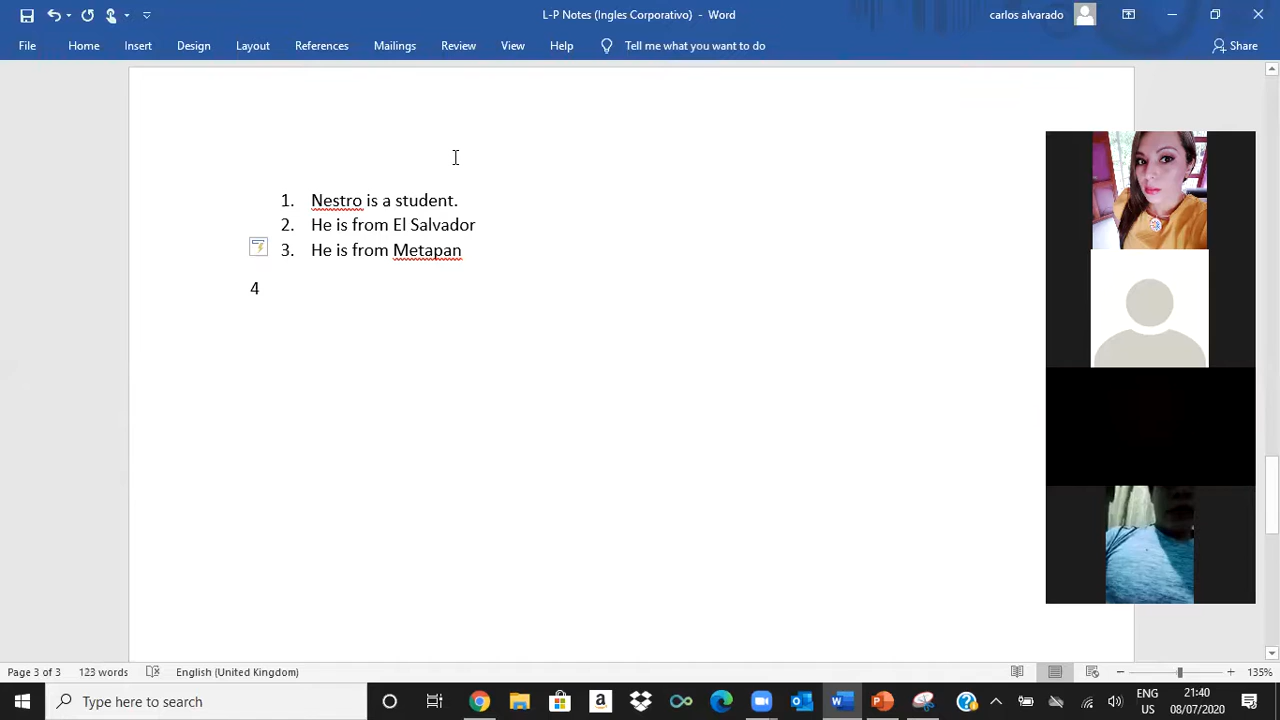 L-P Notes (Ingles Corporativo) - Word
carlos alvarado
File Home Insert Design Layout References Mailings Review View Help Tell me what you want to do Share
1. Nestro is a student.
2. He is from El Salvador
3. He is from Metapan
4
Page 3 of 3 123 words English (United Kingdom) 135%
Type here to search
ENG 21:40
US 08/07/2020